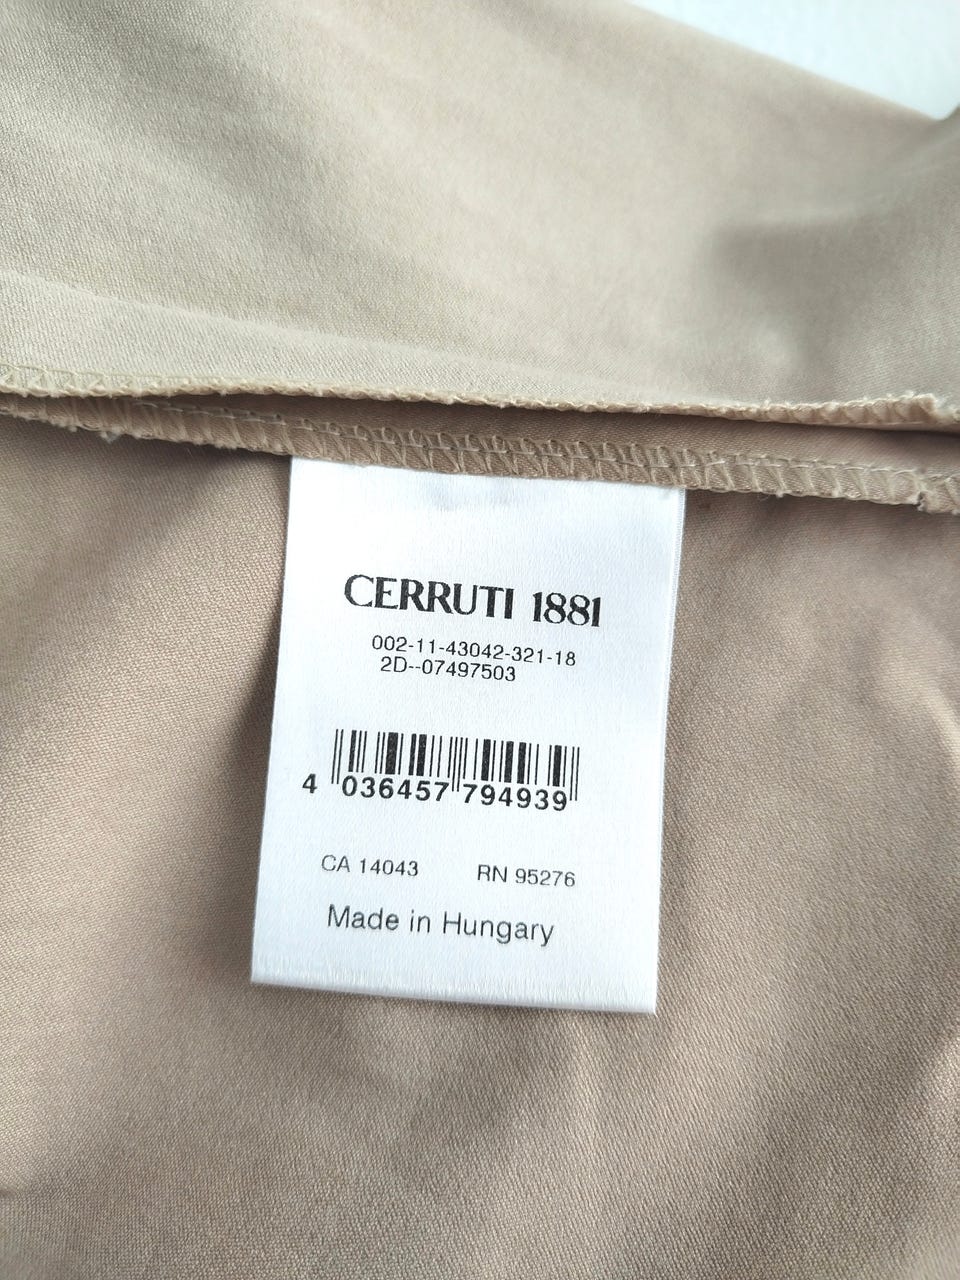 CERRUTI 1881
002-11-43042-321-18
2D--07497503
4 036457 794939
CA 14043 RN 95276
Made in Hungary